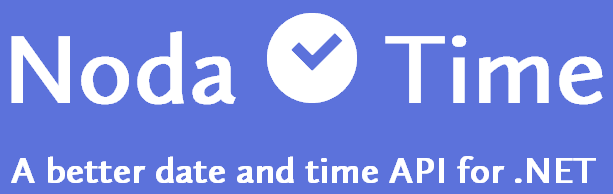 Noda Time
A better date and time API for .NET